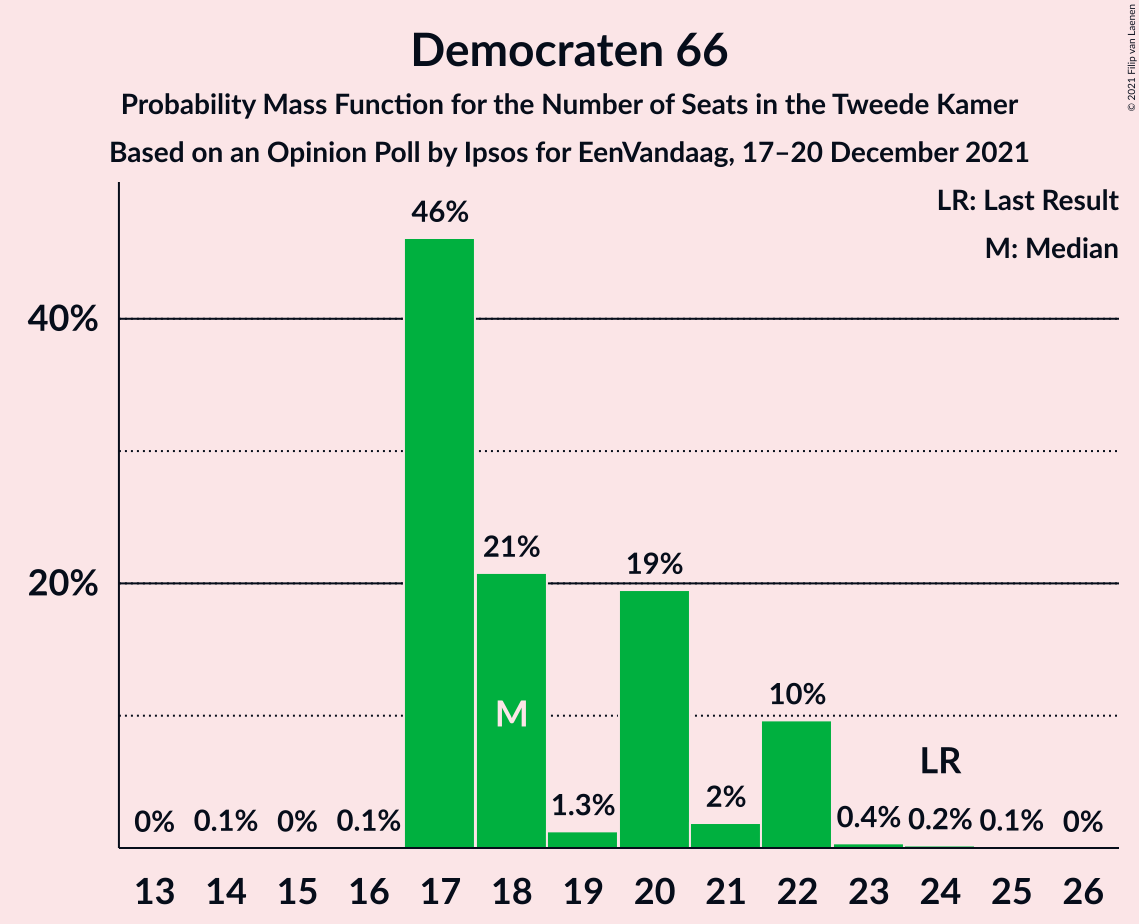 Democraten 66
Probability Mass Function for the Number of Seats in the Tweede Kamer
Based on an Opinion Poll by Ipsos for EenVandaag, 17–20 December 2021
© 2021 Filip van Laenen
LR: Last Result
M: Median
46%
40%
21%
19%
20%
10%
M
LR
0%
0.1%
0%
0.1%
1.3%
2%
0.4%
0.2%
0.1%
0%
13 14 15 16 17 18 19 20 21 22 23 24 25 26